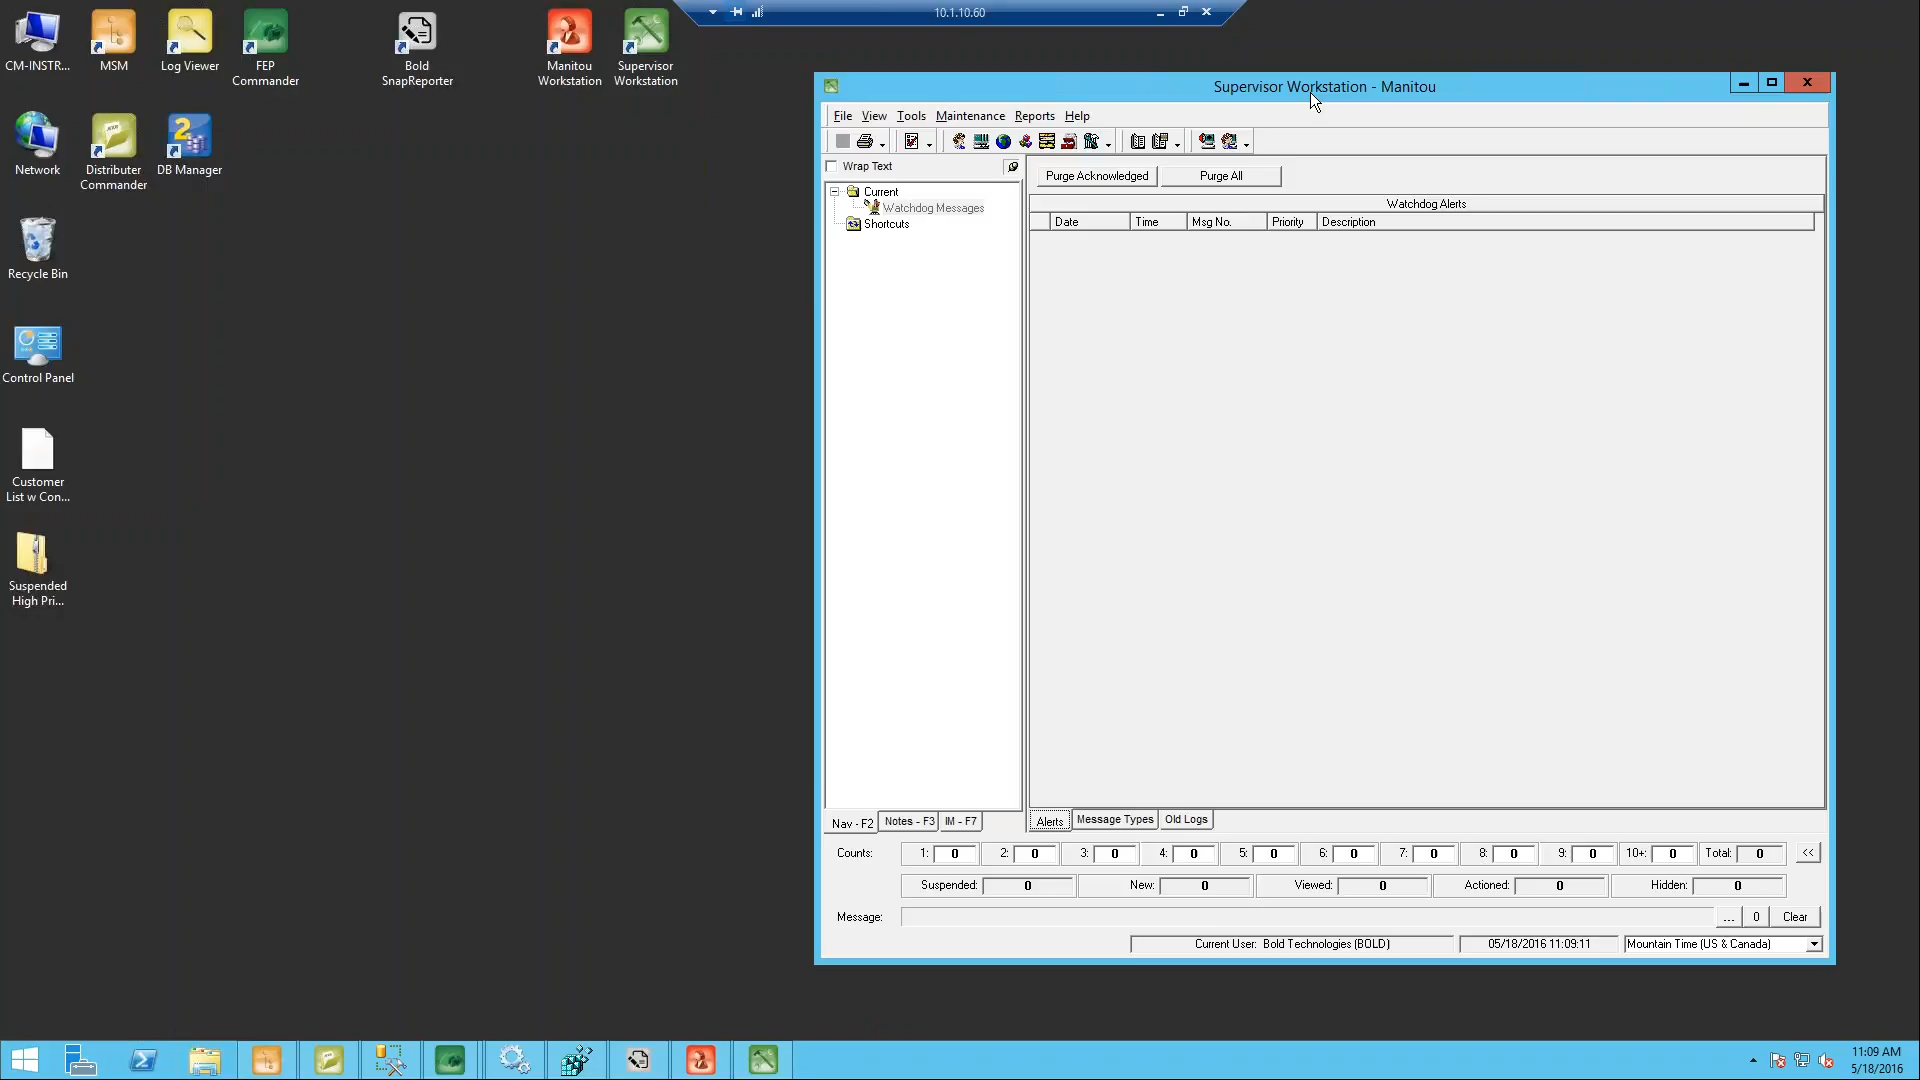 10.1.10.60
CM-INSTR...
MSM
Log Viewer
FEP
Commander
Bold
SnapReporter
Manitou
Workstation
Supervisor
Workstation
Network
Distributer
Commander
DB Manager
Recycle Bin
Control Panel
Customer
List w Con...
Suspended
High Pri...
Supervisor Workstation - Manitou
File View Tools Maintenance Reports Help
Wrap Text
Current
Watchdog Messages
Shortcuts
Purge Acknowledged Purge All
Watchdog Alerts
Date Time Msg No. Priority Description
Nav - F2 Notes - F3 IM - F7
Alerts Message Types Old Logs
Counts: 1: 0 2: 0 3: 0 4: 0 5: 0 6: 0 7: 0 8: 0 9: 0 10+: 0 Total: 0 <<
Suspended: 0 New: 0 Viewed: 0 Actioned: 0 Hidden: 0
Message: ... 0 Clear
Current User: Bold Technologies (BOLD) 05/18/2016 11:09:11 Mountain Time (US & Canada)
11:09 AM
5/18/2016